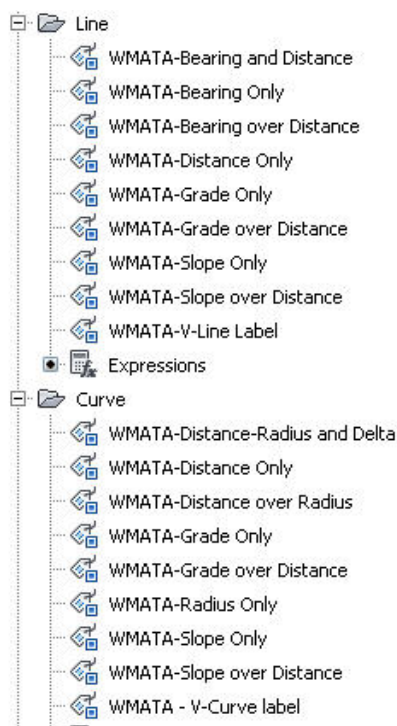 Line
WMATA-Bearing and Distance
WMATA-Bearing Only
WMATA-Bearing over Distance
WMATA-Distance Only
WMATA-Grade Only
WMATA-Grade over Distance
WMATA-Slope Only
WMATA-Slope over Distance
WMATA-V-Line Label
Expressions
Curve
WMATA-Distance-Radius and Delta
WMATA-Distance Only
WMATA-Distance over Radius
WMATA-Grade Only
WMATA-Grade over Distance
WMATA-Radius Only
WMATA-Slope Only
WMATA-Slope over Distance
WMATA - V-Curve label